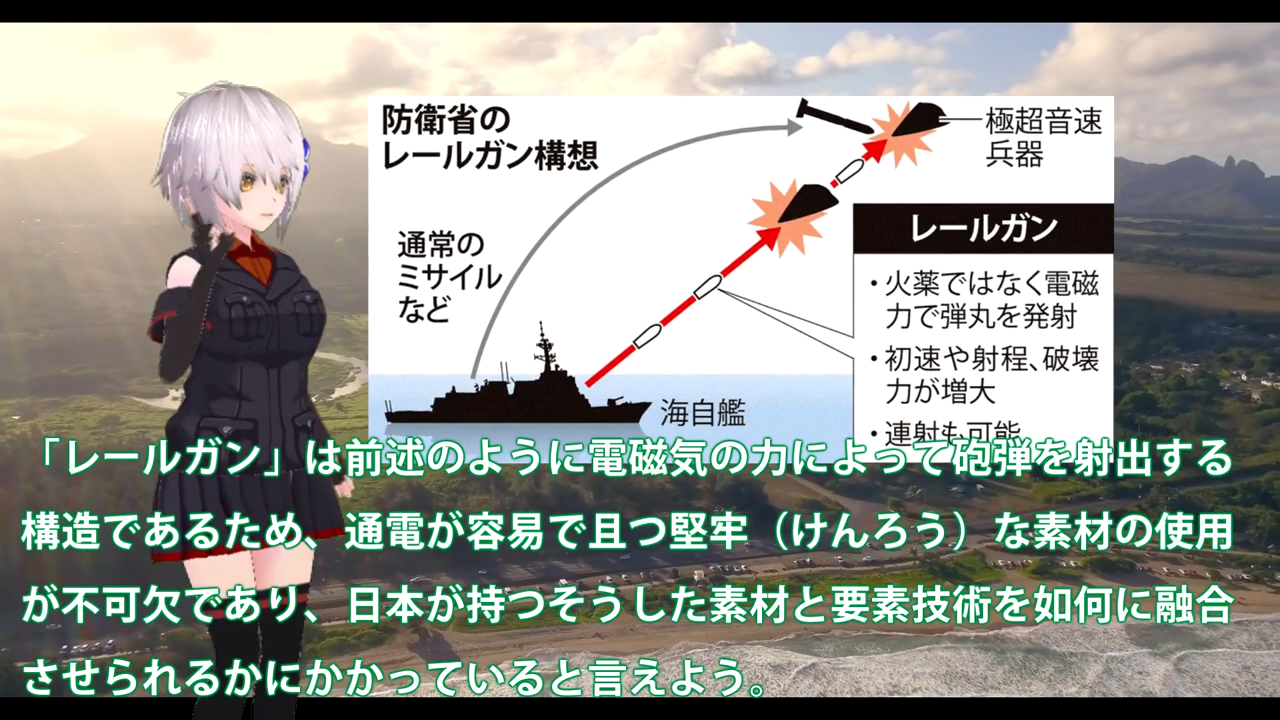 防衛省の
レールガン構想
極超音速
兵器
通常の
ミサイル
など
海自艦
レールガン
・火薬ではなく電磁
力で弾丸を発射
・初速や射程、破壊
力が増大
・連射も可能
「レールガン」は前述のように電磁気の力によって砲弾を射出する
構造であるため、通電が容易で且つ堅牢（けんろう）な素材の使用
が不可欠であり、日本が持つそうした素材と要素技術を如何に融合
させられるかにかかっていると言えよう。